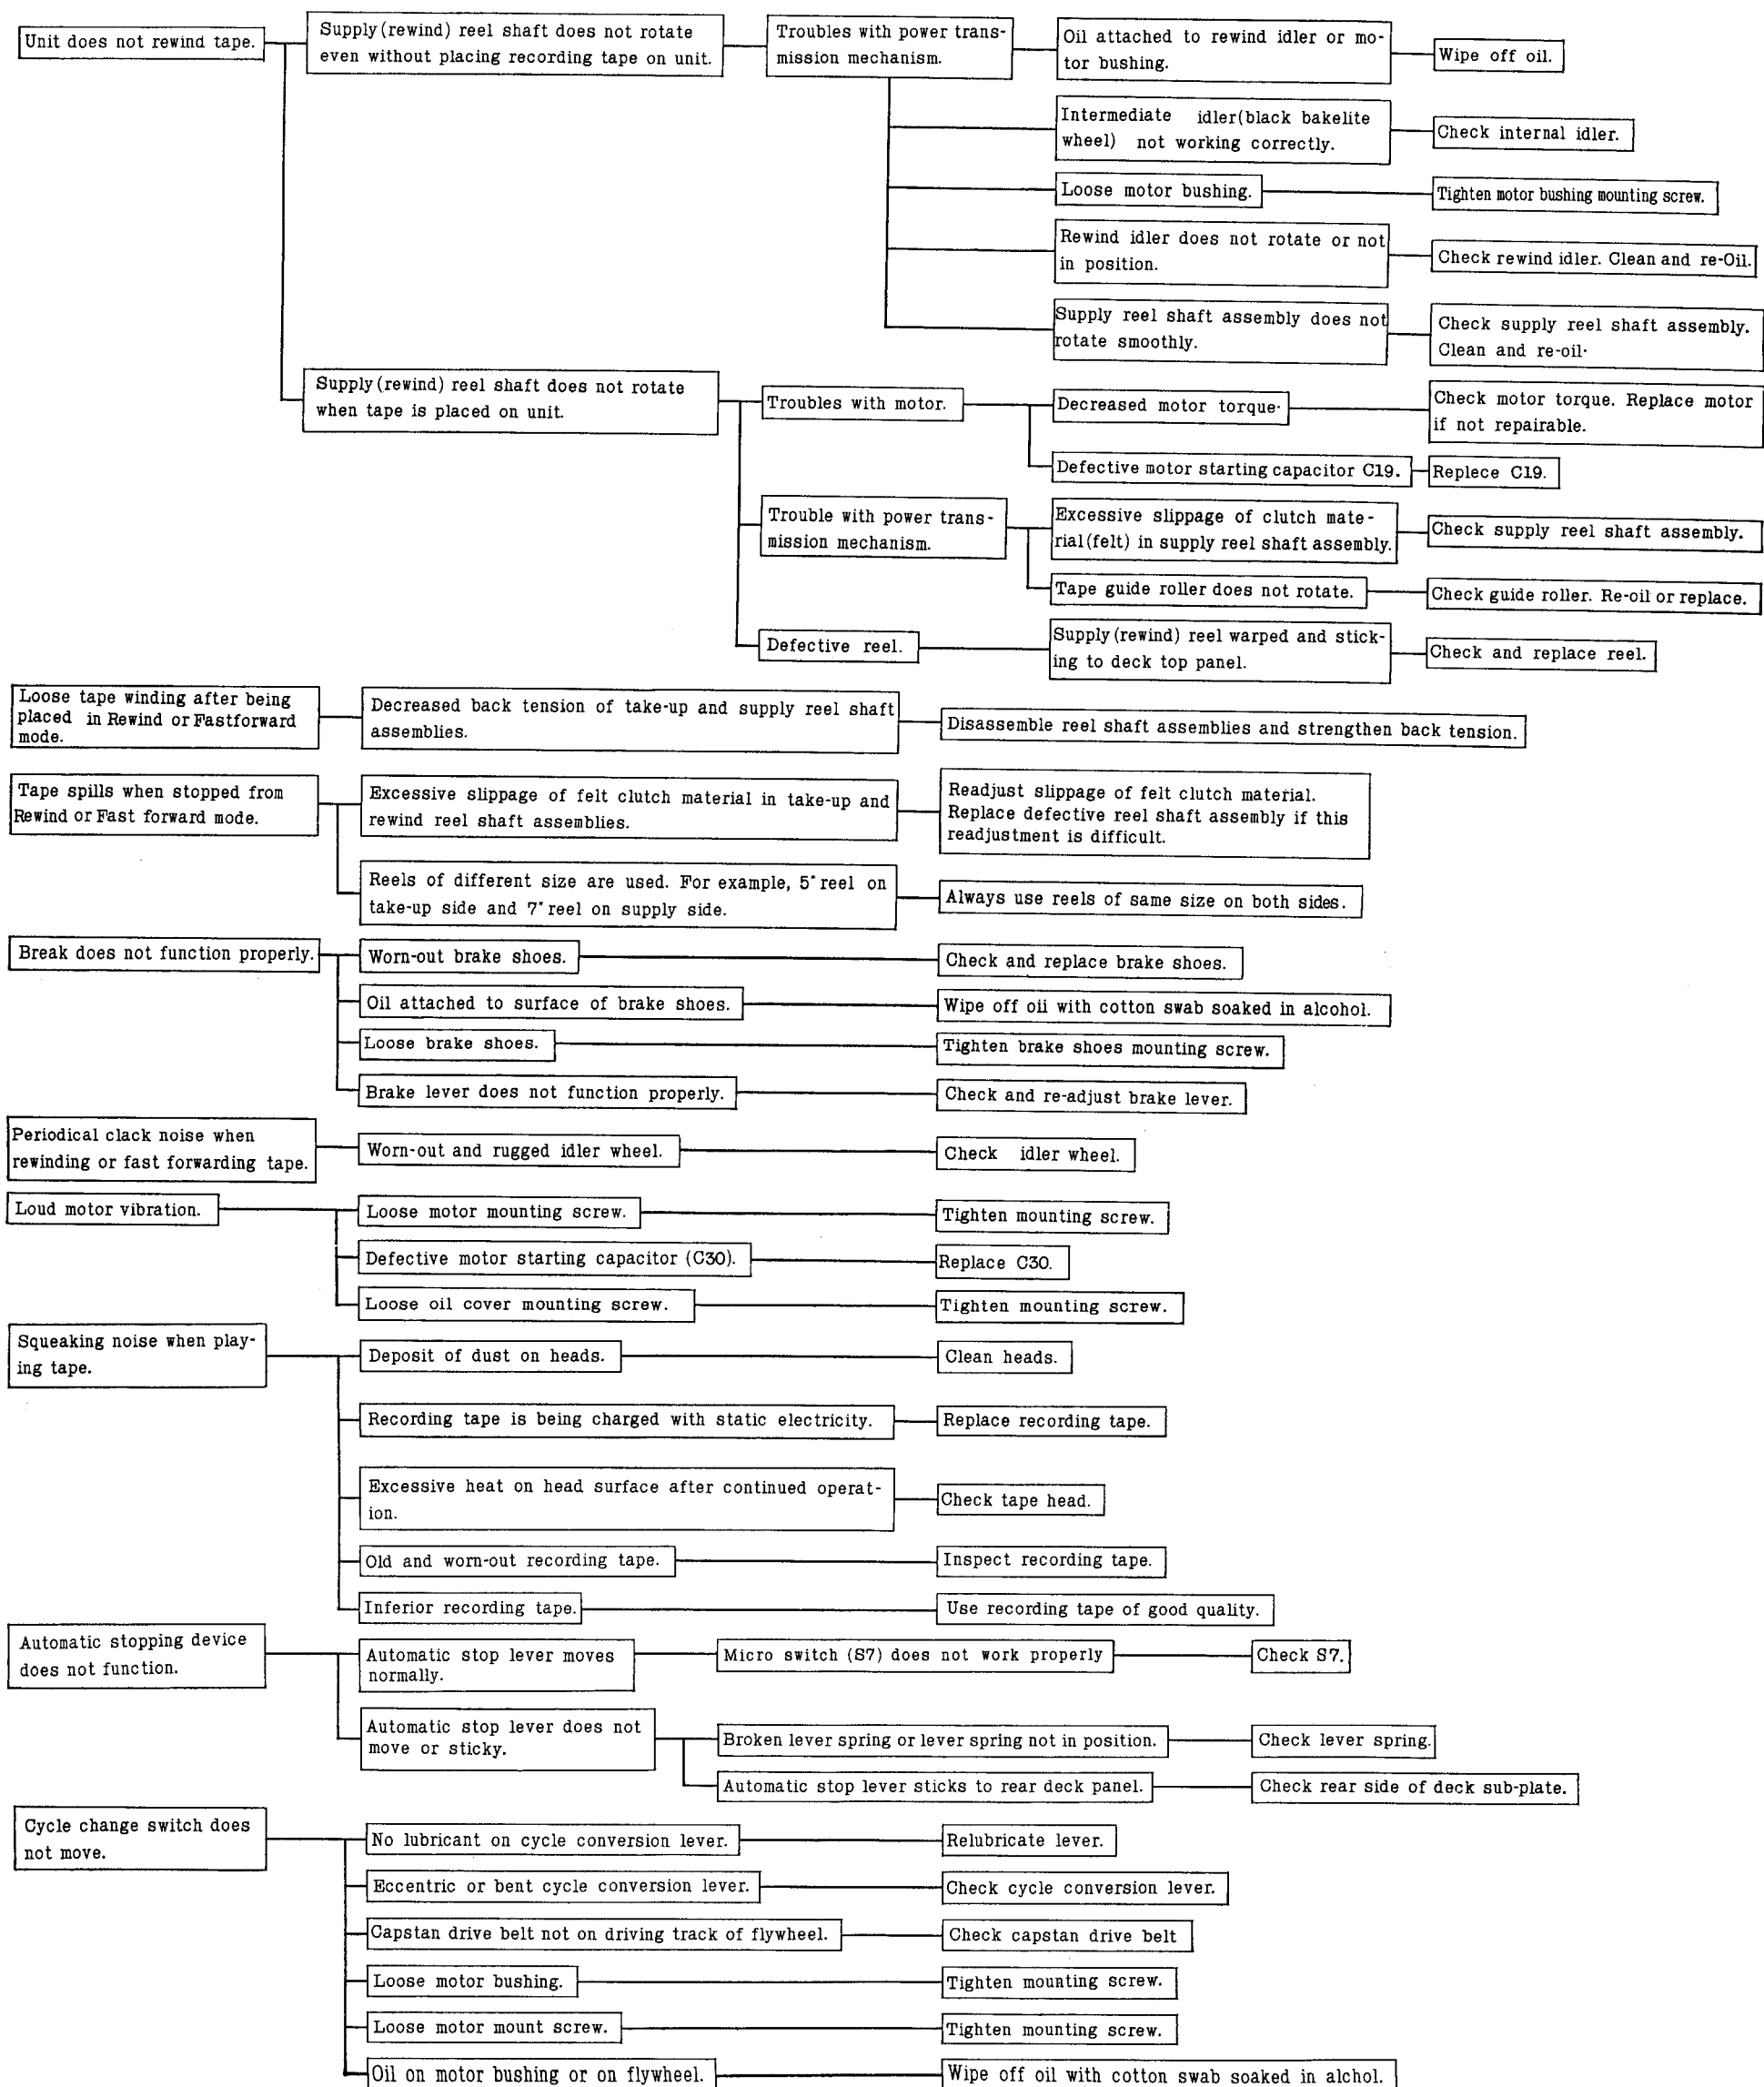 Unit does not rewind tape.
Supply (rewind) reel shaft does not rotate
even without placing recording tape on unit.
Troubles with power trans-
mission mechanism.
Oil attached to rewind idler or mo-
tor bushing.
Wipe off oil.
Intermediate idler(black bakelite
wheel) not working correctly.
Check internal idler.
Loose motor bushing.
Tighten motor bushing mounting screw.
Rewind idler does not rotate or not
in position.
Check rewind idler. Clean and re-Oil.
Supply reel shaft assembly does not
rotate smoothly.
Check supply reel shaft assembly.
Clean and re-oil.
Supply (rewind) reel shaft does not rotate
when tape is placed on unit.
Troubles with motor.
Decreased motor torque.
Check motor torque. Replace motor
if not repairable.
Defective motor starting capacitor C19.
Replece C19.
Trouble with power trans-
mission mechanism.
Excessive slippage of clutch mate-
rial(felt) in supply reel shaft assembly.
Check supply reel shaft assembly.
Tape guide roller does not rotate.
Check guide roller. Re-oil or replace.
Defective reel.
Supply (rewind) reel warped and stick-
ing to deck top panel.
Check and replace reel.
Loose tape winding after being
placed in Rewind or Fastforward
mode.
Decreased back tension of take-up and supply reel shaft
assemblies.
Disassemble reel shaft assemblies and strengthen back tension.
Tape spills when stopped from
Rewind or Fast forward mode.
Excessive slippage of felt clutch material in take-up and
rewind reel shaft assemblies.
Readjust slippage of felt clutch material.
Replace defective reel shaft assembly if this
readjustment is difficult.
Reels of different size are used. For example, 5" reel on
take-up side and 7" reel on supply side.
Always use reels of same size on both sides.
Break does not function properly.
Worn-out brake shoes.
Check and replace brake shoes.
Oil attached to surface of brake shoes.
Wipe off oil with cotton swab soaked in alcohol.
Loose brake shoes.
Tighten brake shoes mounting screw.
Brake lever does not function properly.
Check and re-adjust brake lever.
Periodical clack noise when
rewinding or fast forwarding tape.
Worn-out and rugged idler wheel.
Check idler wheel.
Loud motor vibration.
Loose motor mounting screw.
Tighten mounting screw.
Defective motor starting capacitor (C30).
Replace C30.
Loose oil cover mounting screw.
Tighten mounting screw.
Squeaking noise when play-
ing tape.
Deposit of dust on heads.
Clean heads.
Recording tape is being charged with static electricity.
Replace recording tape.
Excessive heat on head surface after continued operat-
ion.
Check tape head.
Old and worn-out recording tape.
Inspect recording tape.
Inferior recording tape.
Use recording tape of good quality.
Automatic stopping device
does not function.
Automatic stop lever moves
normally.
Micro switch (S7) does not work properly
Check S7.
Automatic stop lever does not
move or sticky.
Broken lever spring or lever spring not in position.
Check lever spring.
Automatic stop lever sticks to rear deck panel.
Check rear side of deck sub-plate.
Cycle change switch does
not move.
No lubricant on cycle conversion lever.
Relubricate lever.
Eccentric or bent cycle conversion lever.
Check cycle conversion lever.
Capstan drive belt not on driving track of flywheel.
Check capstan drive belt
Loose motor bushing.
Tighten mounting screw.
Loose motor mount screw.
Tighten mounting screw.
Oil on motor bushing or on flywheel.
Wipe off oil with cotton swab soaked in alchol.